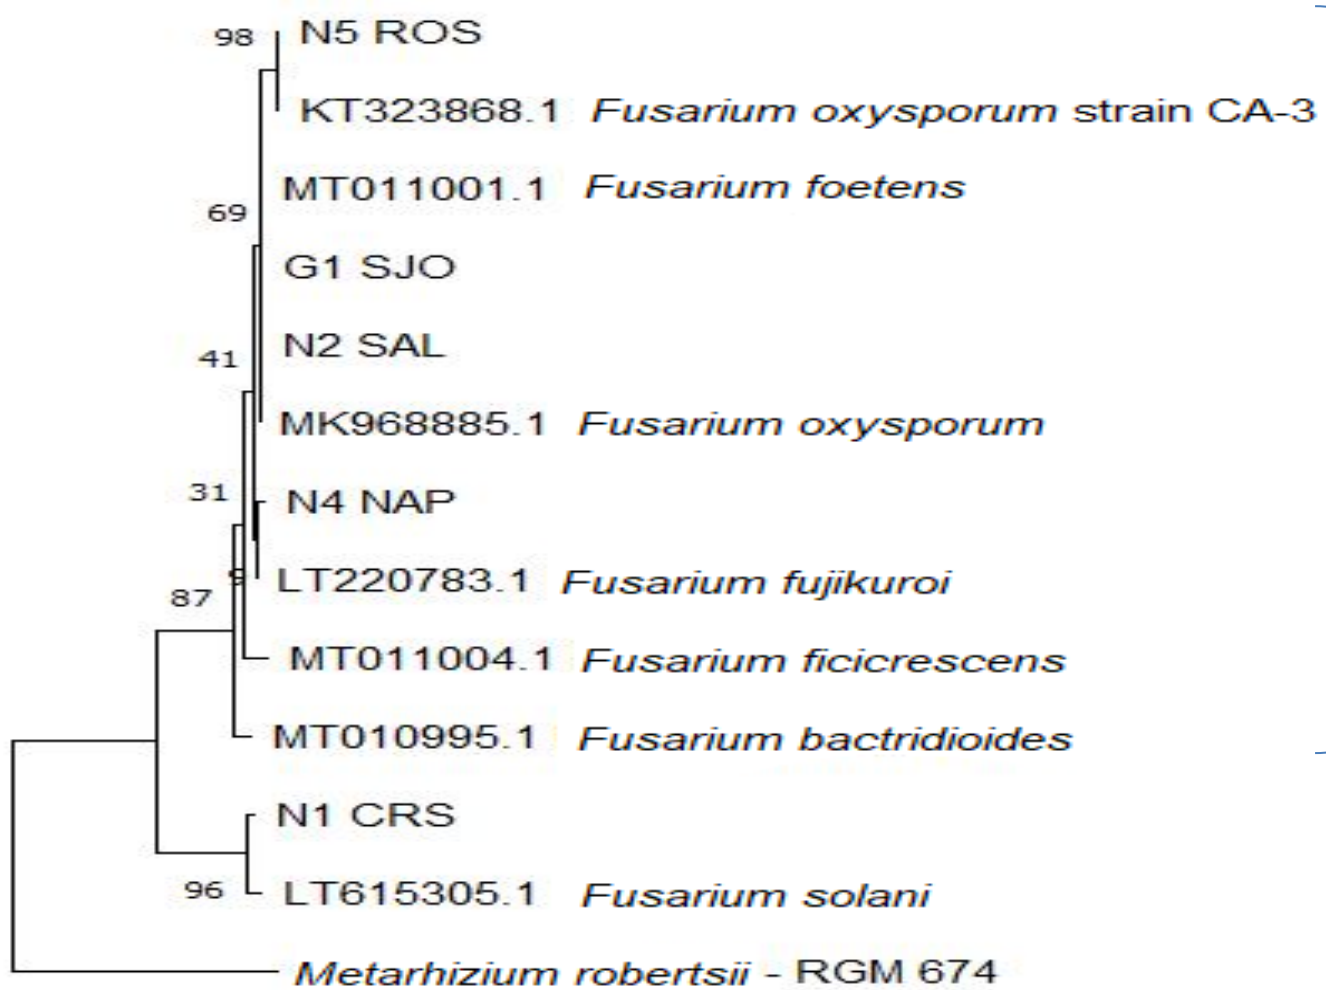 98 N5 ROS
KT323868.1 Fusarium oxysporum strain CA-3
MT011001.1 Fusarium foetens
69
G1 SJO
N2 SAL
41
MK968885.1 Fusarium oxysporum
31 N4 NAP
9 LT220783.1 Fusarium fujikuroi
87
MT011004.1 Fusarium ficicrescens
MT010995.1 Fusarium bactridioides
N1 CRS
96 LT615305.1 Fusarium solani
Metarhizium robertsii - RGM 674